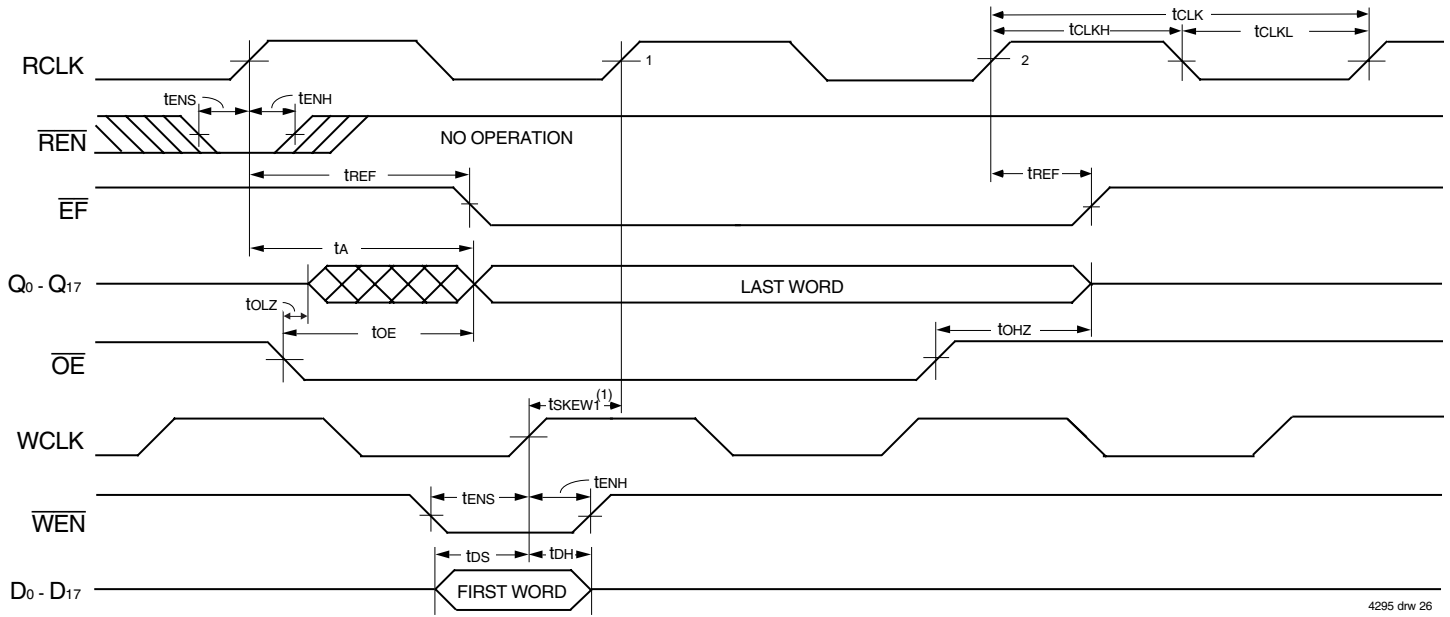 tCLK
tCLKH
tCLKL
RCLK
1
2
tENS
tENH
REN
NO OPERATION
tREF
tREF
EF
tA
Q0 - Q17
LAST WORD
tOLZ
tOE
tOHZ
OE
tSKEW1(1)
WCLK
tENS
tENH
WEN
tDS
tDH
D0 - D17
FIRST WORD
4295 drw 26